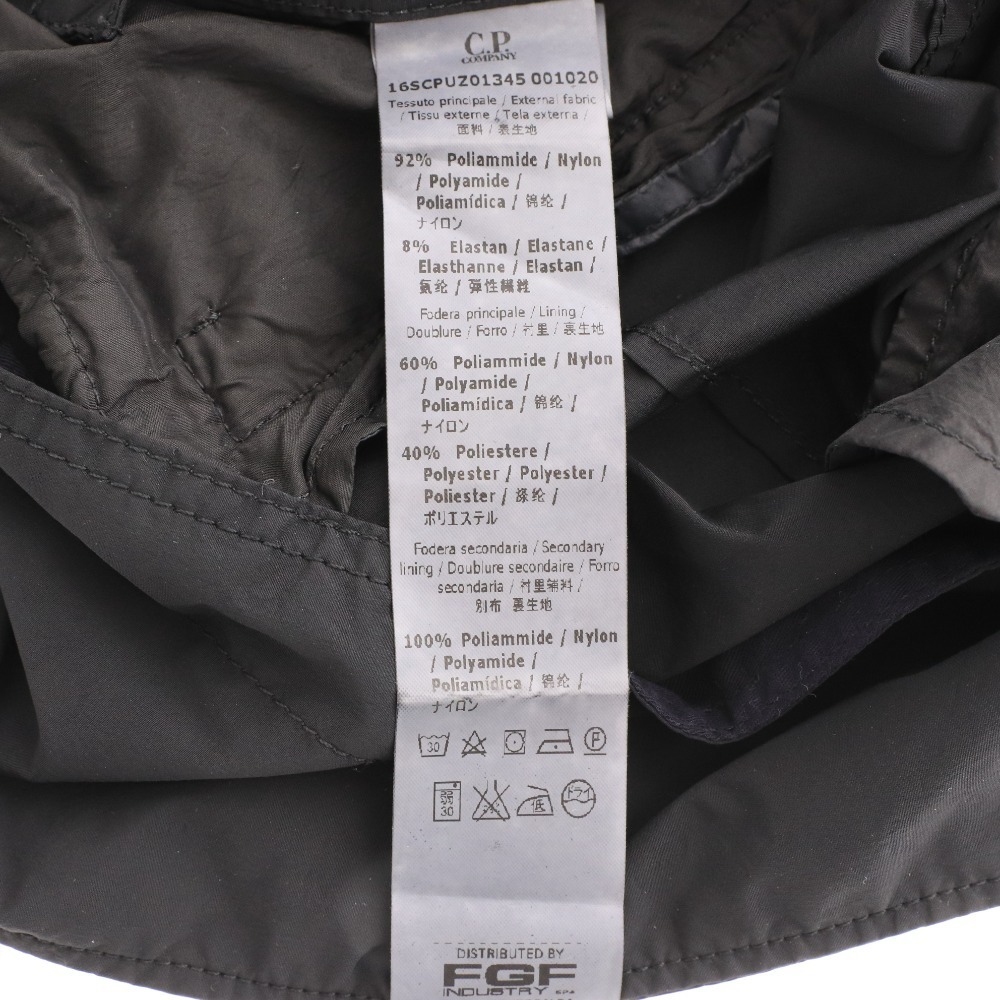 C.P.
COMPANY
16SCPUZ01345 001020
Tessuto principale / External fabric
/ Tissu externe / Tela externa /
面料 / 表生地
92% Poliammide / Nylon
/ Polyamide /
Poliamídica / 锦纶 /
ナイロン
8% Elastan / Elastane /
Elasthanne / Elastan /
氨纶 / 弾性繊維
Fodera principale / Lining /
Doublure / Forro / 衬里 / 裏生地
60% Poliammide / Nylon
/ Polyamide /
Poliamídica / 锦纶 /
ナイロン
40% Poliestere /
Polyester / Polyester /
Poliester / 涤纶 /
ポリエステル
Fodera secondaria / Secondary
lining / Doublure secondaire / Forro
secondaria / 衬里辅料 /
別布 裏生地
100% Poliammide / Nylon
/ Polyamide /
Poliamídica / 锦纶 /
ナイロン
30 P
弱 30 低 ドライ
DISTRIBUTED BY
FGF
INDUSTRY SPA